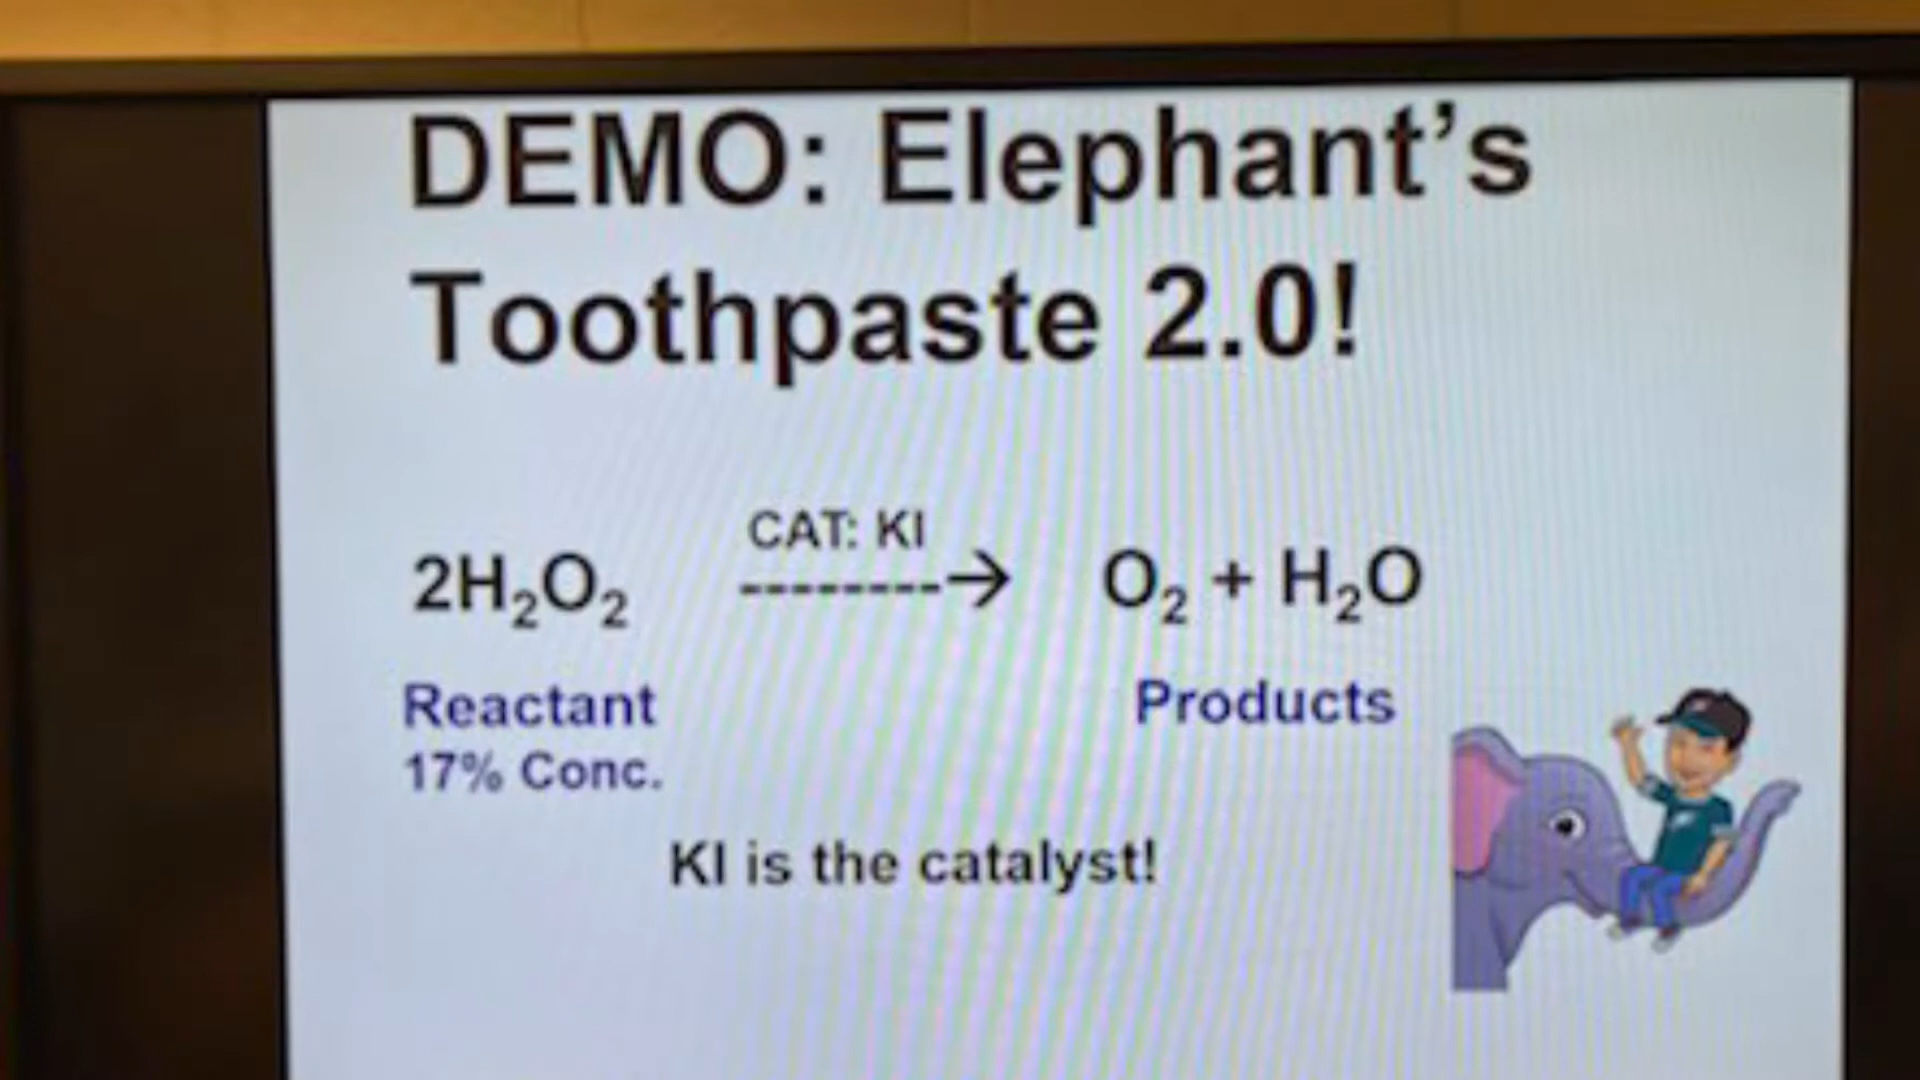 DEMO: Elephant’s
Toothpaste 2.0!
CAT: KI
2H₂O₂ --------→ O₂ + H₂O
Reactant Products
17% Conc.
KI is the catalyst!